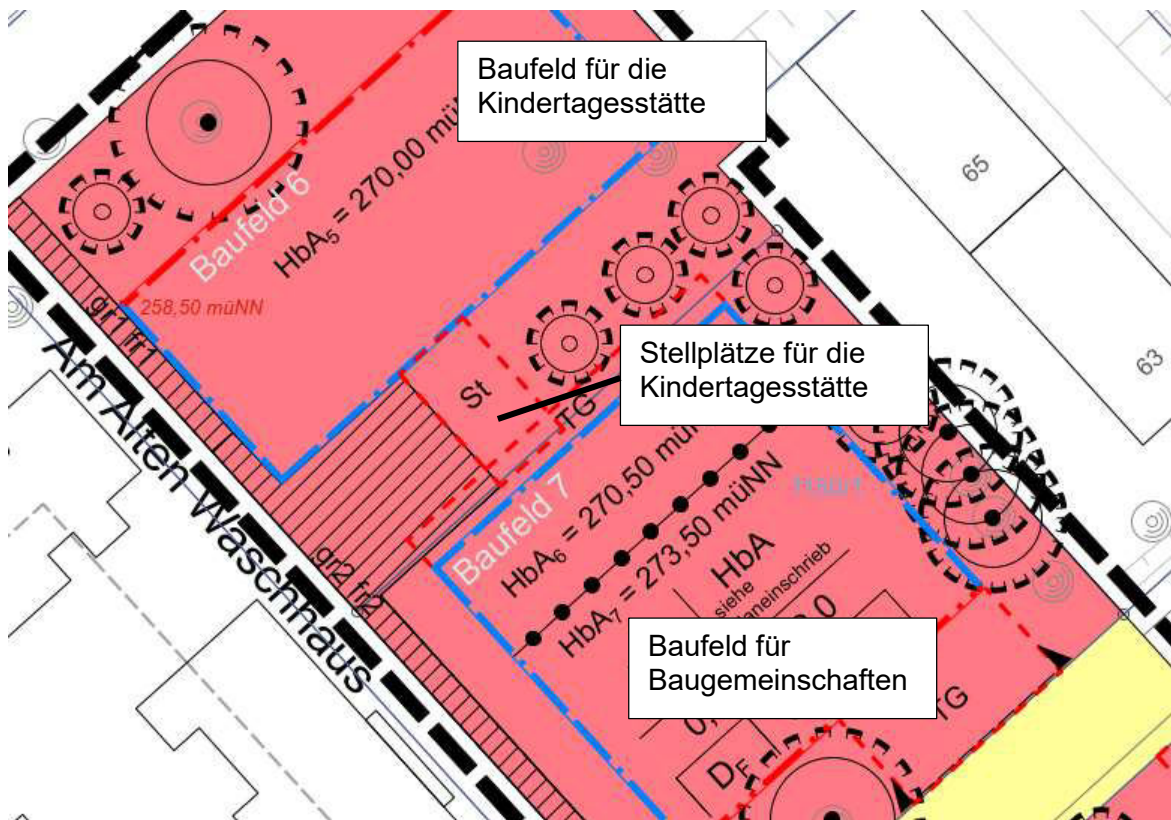 Baufeld für die
Kindertagesstätte
65
Baufeld 6
HbA5 = 270,00 mü
258,50 müNN
gr1 fr1
63
Stellplätze für die
Kindertagesstätte
St
TG
Am Alten Waschhaus
Baufeld 7
HbA6 = 270,50 mü
HbA7 = 273,50 müNN
HbA
siehe
laneinschrieb
gr2 fr2
Baufeld für
Baugemeinschaften
TG
DF